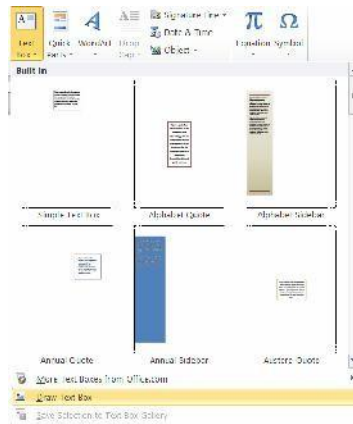 Text Box
Quick Parts
WordArt
Drop Cap
Signature Line
Date & Time
Object
Equation
Symbol
Built In
Simple Text Box
Alphabet Quote
Alphabet Sidebar
Annual Quote
Annual Sidebar
Austere Quote
More Text Boxes from Office.com
Draw Text Box
Save Selection to Text Box Gallery